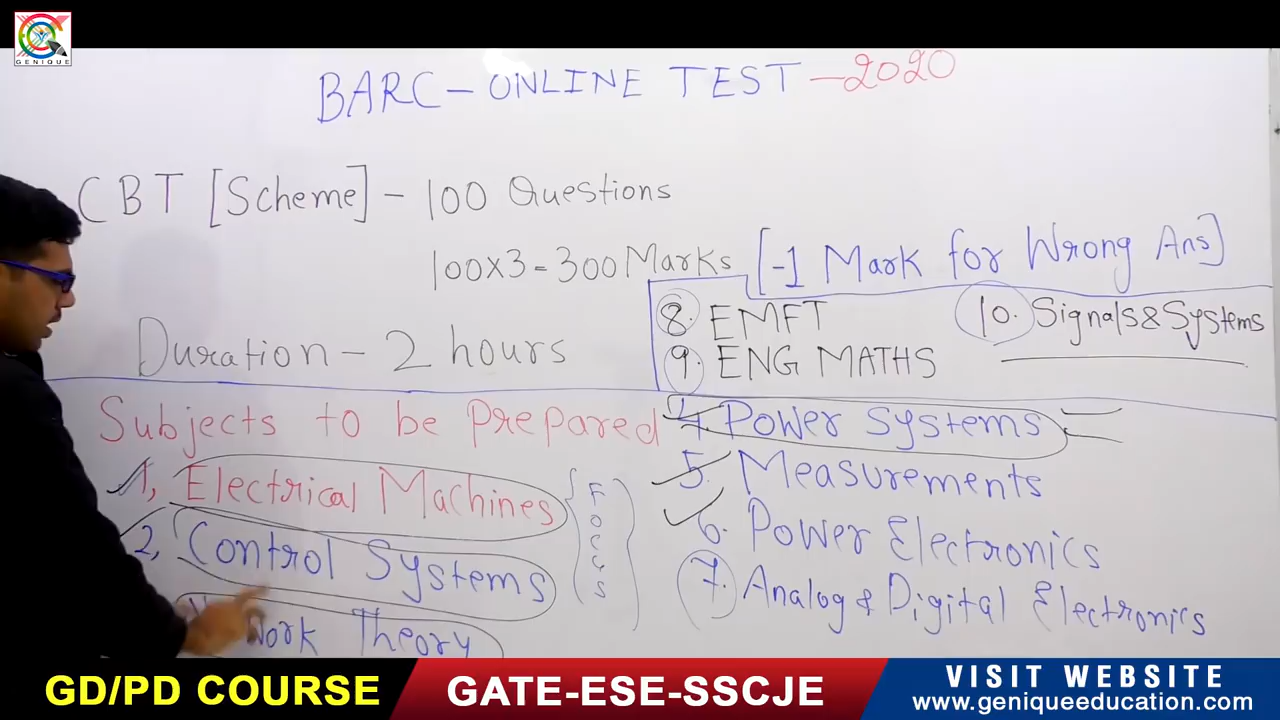 GENIQUE
BARC - ONLINE TEST - 2020
CBT [Scheme] - 100 Questions
100x3 = 300 Marks [-1 Mark for Wrong Ans]
Duration - 2 hours
8. EMFT
9. ENG MATHS
10. Signals & Systems
Subjects to be Prepared
1, Electrical Machines
2, Control Systems
Theory
FOCUS
4. Power Systems
5. Measurements
6. Power Electronics
7. Analog & Digital Electronics
GD/PD COURSE
GATE-ESE-SSCJE
VISIT WEBSITE
www.geniqueeducation.com